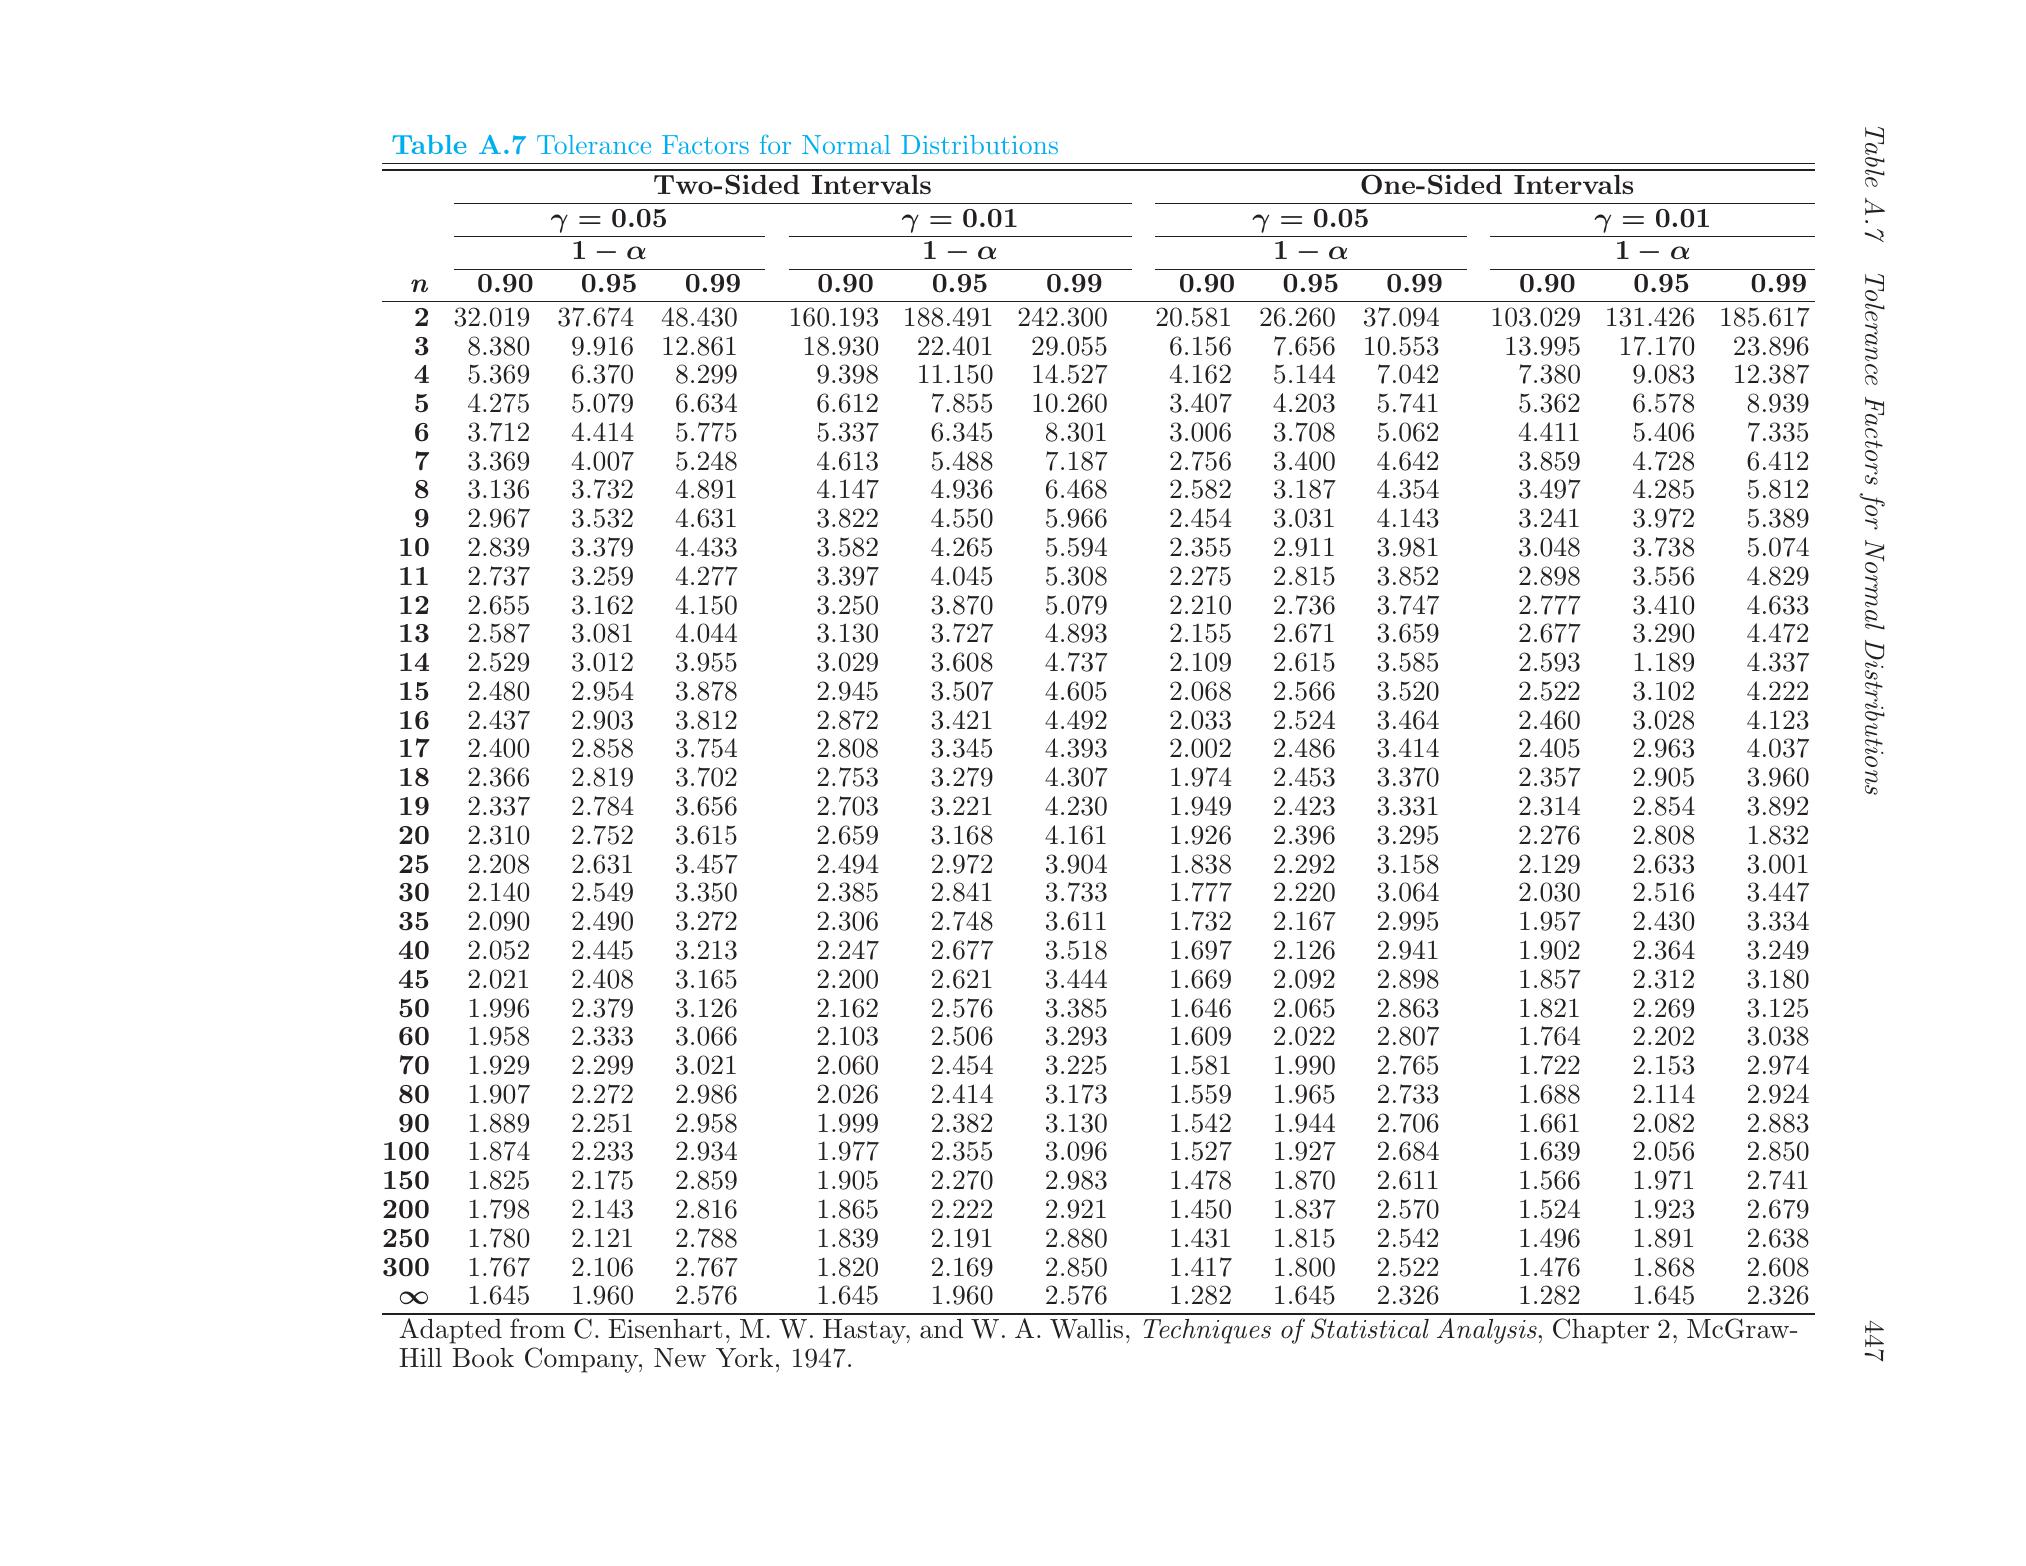 Table A.7 Tolerance Factors for Normal Distributions
Two-Sided Intervals One-Sided Intervals
γ = 0.05 γ = 0.01 γ = 0.05 γ = 0.01
1 − α 1 − α 1 − α 1 − α
n 0.90 0.95 0.99 0.90 0.95 0.99 0.90 0.95 0.99 0.90 0.95 0.99
2 32.019 37.674 48.430 160.193 188.491 242.300 20.581 26.260 37.094 103.029 131.426 185.617
3 8.380 9.916 12.861 18.930 22.401 29.055 6.156 7.656 10.553 13.995 17.170 23.896
4 5.369 6.370 8.299 9.398 11.150 14.527 4.162 5.144 7.042 7.380 9.083 12.387
5 4.275 5.079 6.634 6.612 7.855 10.260 3.407 4.203 5.741 5.362 6.578 8.939
6 3.712 4.414 5.775 5.337 6.345 8.301 3.006 3.708 5.062 4.411 5.406 7.335
7 3.369 4.007 5.248 4.613 5.488 7.187 2.756 3.400 4.642 3.859 4.728 6.412
8 3.136 3.732 4.891 4.147 4.936 6.468 2.582 3.187 4.354 3.497 4.285 5.812
9 2.967 3.532 4.631 3.822 4.550 5.966 2.454 3.031 4.143 3.241 3.972 5.389
10 2.839 3.379 4.433 3.582 4.265 5.594 2.355 2.911 3.981 3.048 3.738 5.074
11 2.737 3.259 4.277 3.397 4.045 5.308 2.275 2.815 3.852 2.898 3.556 4.829
12 2.655 3.162 4.150 3.250 3.870 5.079 2.210 2.736 3.747 2.777 3.410 4.633
13 2.587 3.081 4.044 3.130 3.727 4.893 2.155 2.671 3.659 2.677 3.290 4.472
14 2.529 3.012 3.955 3.029 3.608 4.737 2.109 2.615 3.585 2.593 1.189 4.337
15 2.480 2.954 3.878 2.945 3.507 4.605 2.068 2.566 3.520 2.522 3.102 4.222
16 2.437 2.903 3.812 2.872 3.421 4.492 2.033 2.524 3.464 2.460 3.028 4.123
17 2.400 2.858 3.754 2.808 3.345 4.393 2.002 2.486 3.414 2.405 2.963 4.037
18 2.366 2.819 3.702 2.753 3.279 4.307 1.974 2.453 3.370 2.357 2.905 3.960
19 2.337 2.784 3.656 2.703 3.221 4.230 1.949 2.423 3.331 2.314 2.854 3.892
20 2.310 2.752 3.615 2.659 3.168 4.161 1.926 2.396 3.295 2.276 2.808 1.832
25 2.208 2.631 3.457 2.494 2.972 3.904 1.838 2.292 3.158 2.129 2.633 3.001
30 2.140 2.549 3.350 2.385 2.841 3.733 1.777 2.220 3.064 2.030 2.516 3.447
35 2.090 2.490 3.272 2.306 2.748 3.611 1.732 2.167 2.995 1.957 2.430 3.334
40 2.052 2.445 3.213 2.247 2.677 3.518 1.697 2.126 2.941 1.902 2.364 3.249
45 2.021 2.408 3.165 2.200 2.621 3.444 1.669 2.092 2.898 1.857 2.312 3.180
50 1.996 2.379 3.126 2.162 2.576 3.385 1.646 2.065 2.863 1.821 2.269 3.125
60 1.958 2.333 3.066 2.103 2.506 3.293 1.609 2.022 2.807 1.764 2.202 3.038
70 1.929 2.299 3.021 2.060 2.454 3.225 1.581 1.990 2.765 1.722 2.153 2.974
80 1.907 2.272 2.986 2.026 2.414 3.173 1.559 1.965 2.733 1.688 2.114 2.924
90 1.889 2.251 2.958 1.999 2.382 3.130 1.542 1.944 2.706 1.661 2.082 2.883
100 1.874 2.233 2.934 1.977 2.355 3.096 1.527 1.927 2.684 1.639 2.056 2.850
150 1.825 2.175 2.859 1.905 2.270 2.983 1.478 1.870 2.611 1.566 1.971 2.741
200 1.798 2.143 2.816 1.865 2.222 2.921 1.450 1.837 2.570 1.524 1.923 2.679
250 1.780 2.121 2.788 1.839 2.191 2.880 1.431 1.815 2.542 1.496 1.891 2.638
300 1.767 2.106 2.767 1.820 2.169 2.850 1.417 1.800 2.522 1.476 1.868 2.608
∞ 1.645 1.960 2.576 1.645 1.960 2.576 1.282 1.645 2.326 1.282 1.645 2.326
Adapted from C. Eisenhart, M. W. Hastay, and W. A. Wallis, Techniques of Statistical Analysis, Chapter 2, McGraw-
Hill Book Company, New York, 1947.
Table A.7 Tolerance Factors for Normal Distributions 447